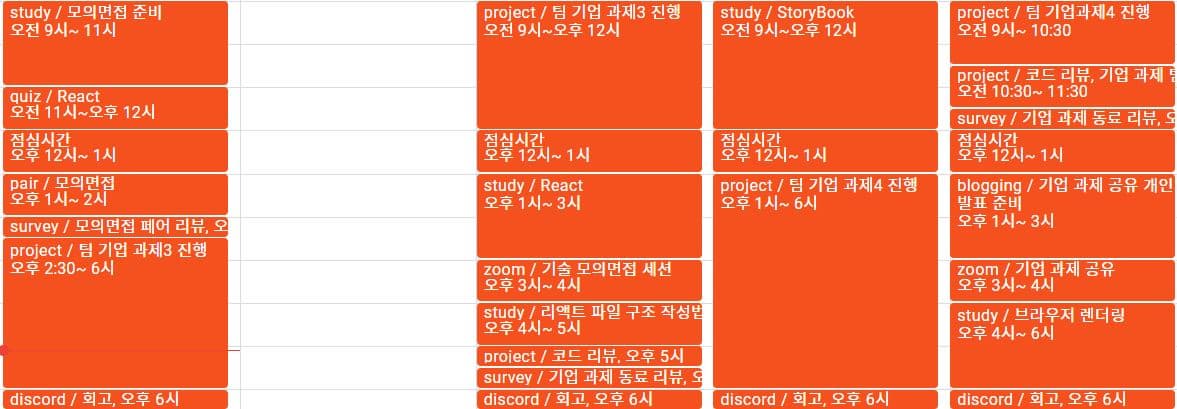 study / 모의면접 준비
오전 9시~ 11시
quiz / React
오전 11시~오후 12시
점심시간
오후 12시~ 1시
pair / 모의면접
오후 1시~ 2시
survey / 모의면접 페어 리뷰, 오
project / 팀 기업 과제3 진행
오후 2:30~ 6시
discord / 회고, 오후 6시
project / 팀 기업 과제3 진행
오전 9시~오후 12시
점심시간
오후 12시~ 1시
study / React
오후 1시~ 3시
zoom / 기술 모의면접 세션
오후 3시~ 4시
study / 리액트 파일 구조 작성법
오후 4시~ 5시
project / 코드 리뷰, 오후 5시
survey / 기업 과제 동료 리뷰, 오
discord / 회고, 오후 6시
study / StoryBook
오전 9시~오후 12시
점심시간
오후 12시~ 1시
project / 팀 기업 과제4 진행
오후 1시~ 6시
discord / 회고, 오후 6시
project / 팀 기업과제4 진행
오전 9시~ 10:30
project / 코드 리뷰, 기업 과제
오전 10:30~ 11:30
survey / 기업 과제 동료 리뷰, 오
점심시간
오후 12시~ 1시
blogging / 기업 과제 공유 개인
발표 준비
오후 1시~ 3시
zoom / 기업 과제 공유
오후 3시~ 4시
study / 브라우저 렌더링
오후 4시~ 6시
discord / 회고, 오후 6시